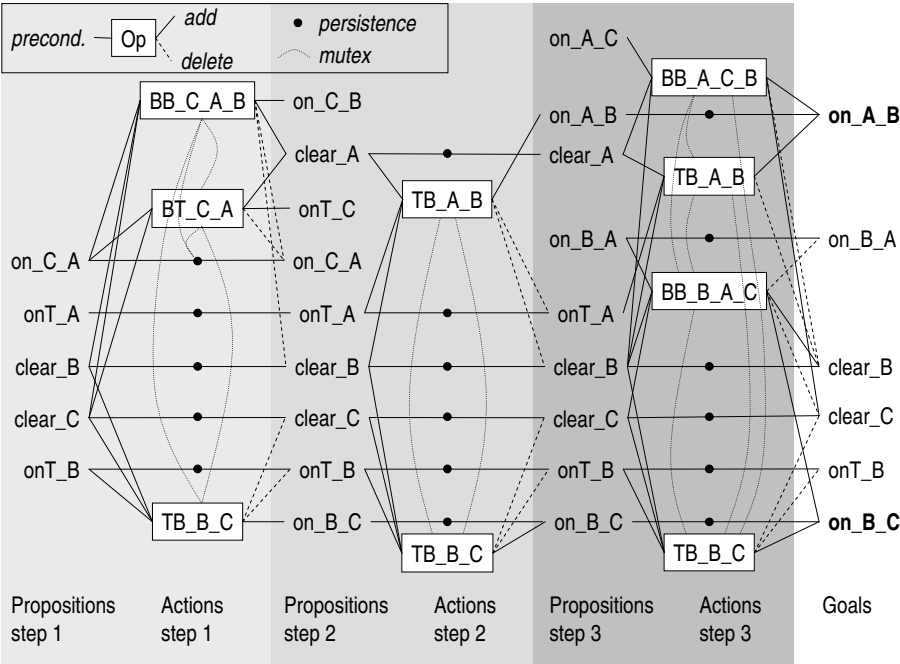 precond.
Op
add
delete
persistence
mutex
BB_C_A_B
BT_C_A
on_C_A
onT_A
clear_B
clear_C
onT_B
TB_B_C
on_C_B
clear_A
onT_C
on_C_A
onT_A
clear_B
clear_C
onT_B
on_B_C
TB_A_B
TB_B_C
on_A_C
on_A_B
clear_A
on_B_A
onT_A
clear_B
clear_C
onT_B
on_B_C
BB_A_C_B
TB_A_B
BB_B_A_C
TB_B_C
on_A_B
on_B_A
clear_B
clear_C
onT_B
on_B_C
Propositions
step 1
Actions
step 1
Propositions
step 2
Actions
step 2
Propositions
step 3
Actions
step 3
Goals